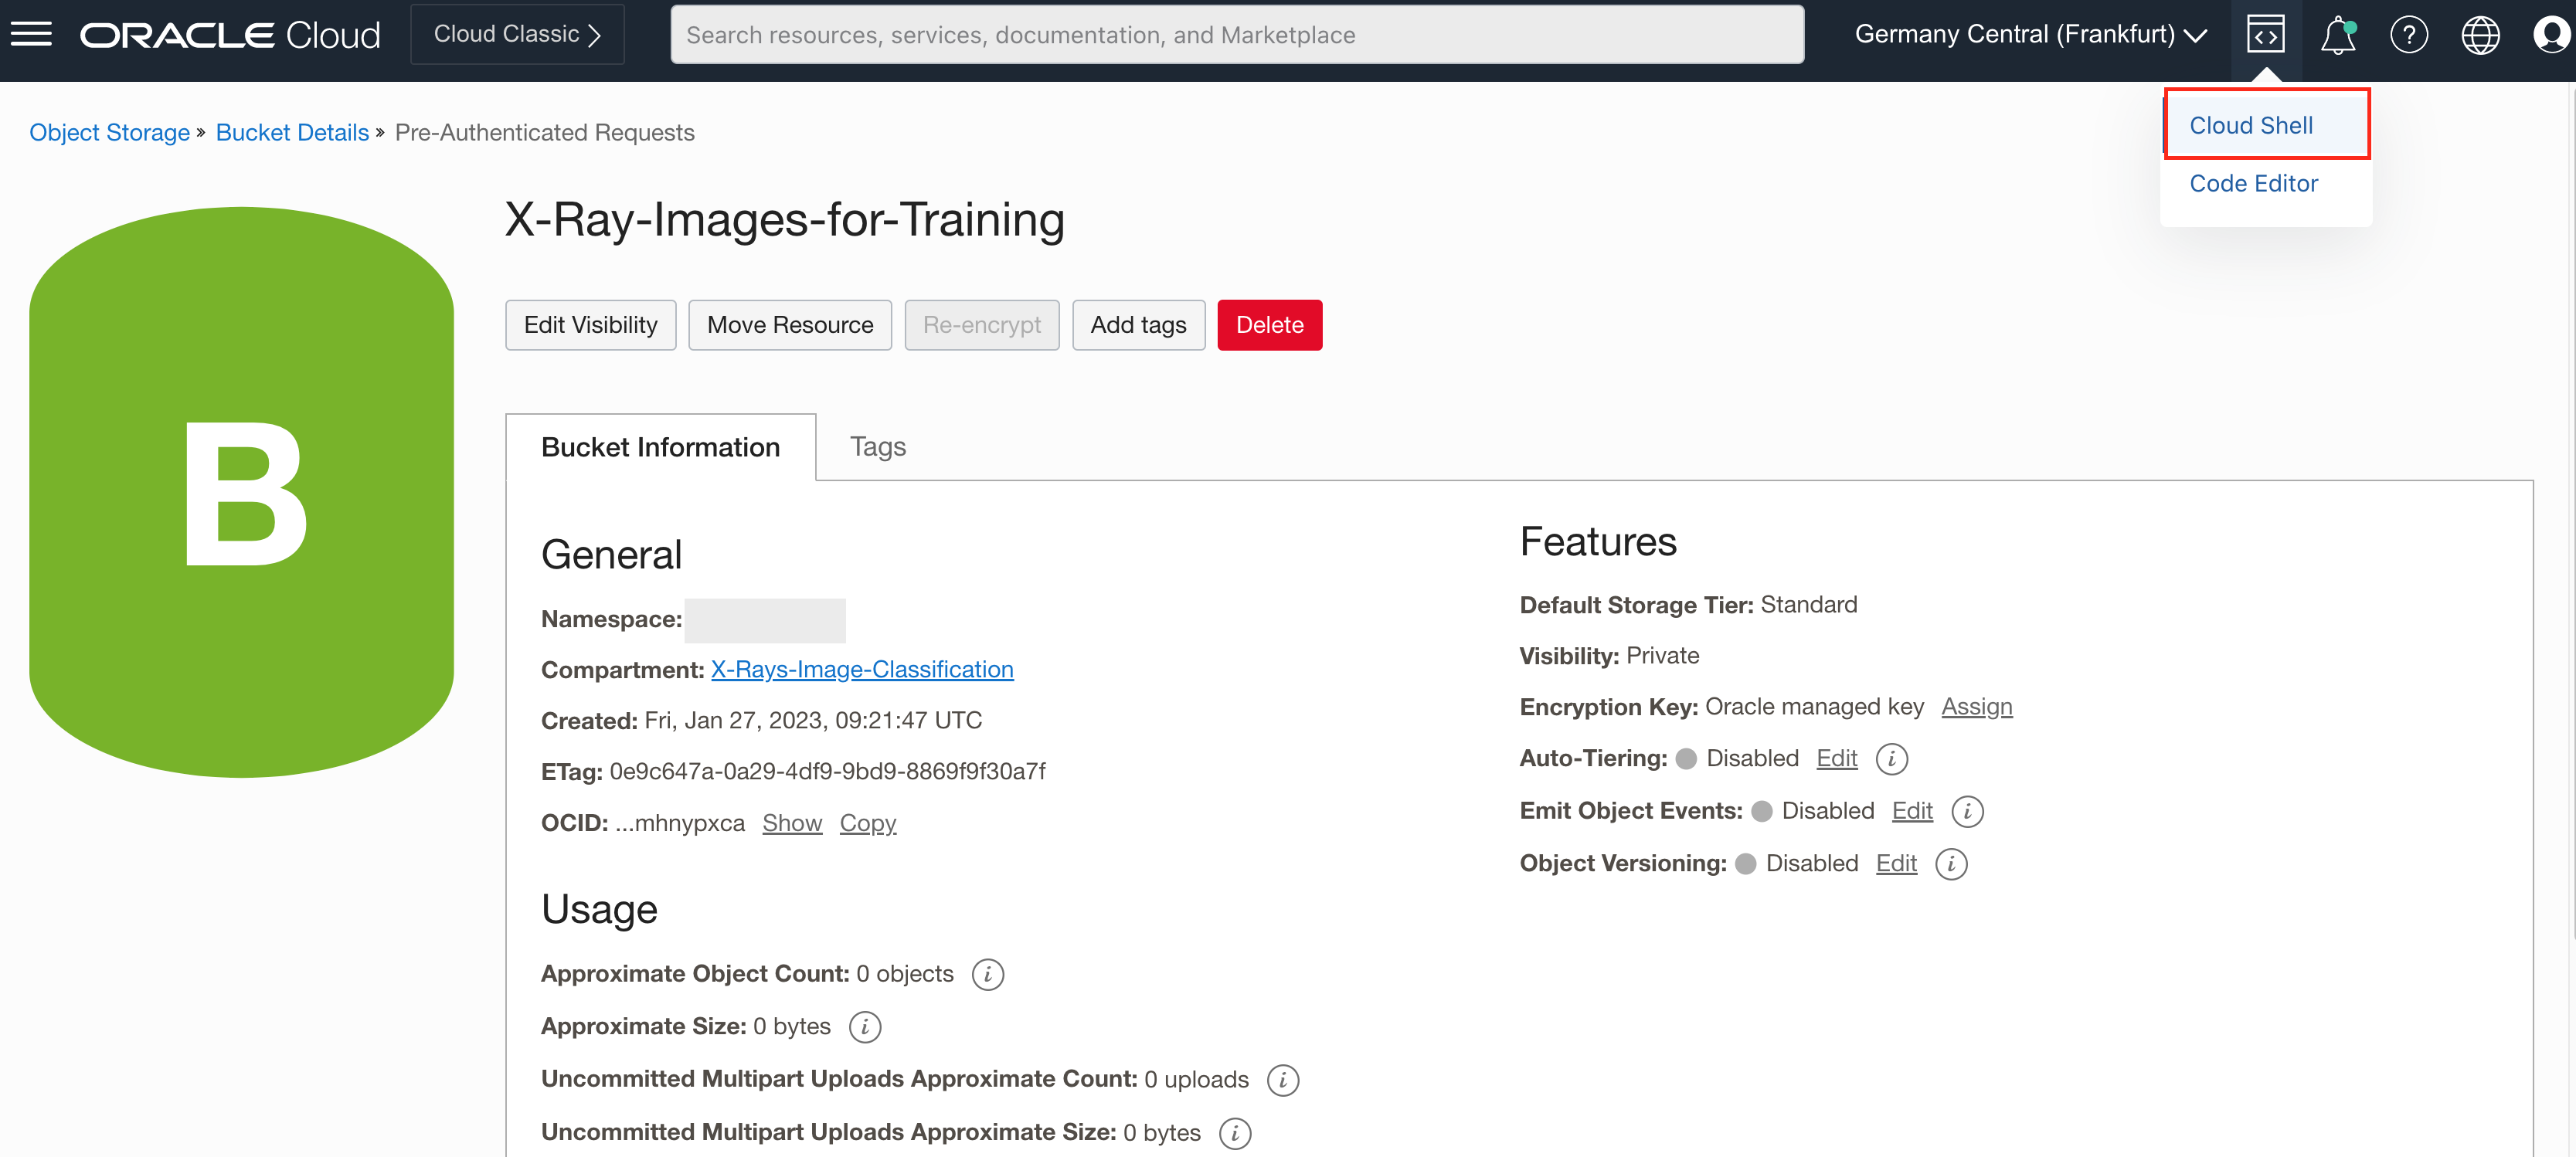 ORACLE Cloud
Cloud Classic
Search resources, services, documentation, and Marketplace
Germany Central (Frankfurt)
Cloud Shell
Code Editor
Object Storage » Bucket Details » Pre-Authenticated Requests
B
X-Ray-Images-for-Training
Edit Visibility
Move Resource
Re-encrypt
Add tags
Delete
Bucket Information
Tags
General
Namespace:
Compartment: X-Rays-Image-Classification
Created: Fri, Jan 27, 2023, 09:21:47 UTC
ETag: 0e9c647a-0a29-4df9-9bd9-8869f9f30a7f
OCID: ...mhnypxca Show Copy
Usage
Approximate Object Count: 0 objects
Approximate Size: 0 bytes
Uncommitted Multipart Uploads Approximate Count: 0 uploads
Uncommitted Multipart Uploads Approximate Size: 0 bytes
Features
Default Storage Tier: Standard
Visibility: Private
Encryption Key: Oracle managed key Assign
Auto-Tiering: Disabled Edit
Emit Object Events: Disabled Edit
Object Versioning: Disabled Edit